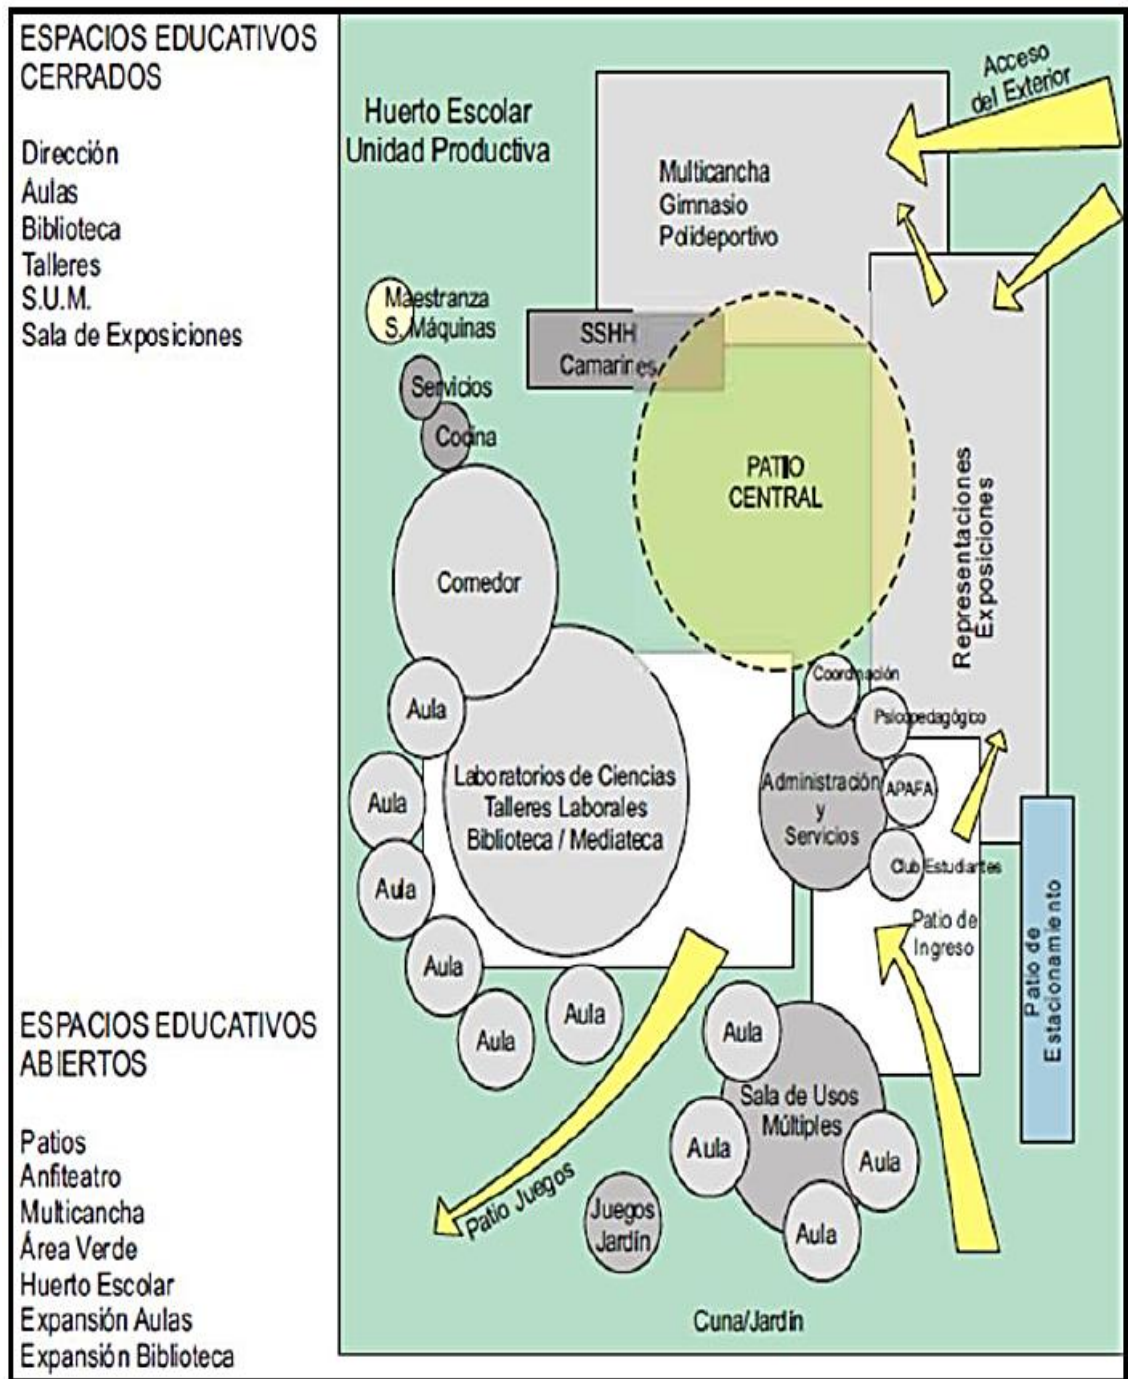 ESPACIOS EDUCATIVOS
CERRADOS
Dirección
Aulas
Biblioteca
Talleres
S.U.M.
Sala de Exposiciones
ESPACIOS EDUCATIVOS
ABIERTOS
Patios
Anfiteatro
Multicancha
Área Verde
Huerto Escolar
Expansión Aulas
Expansión Biblioteca
Huerto Escolar
Unidad Productiva
Acceso
del Exterior
Multicancha
Gimnasio
Polideportivo
Maestranza
S. Máquinas
SSHH
Camarines
Servicios
Cocina
PATIO
CENTRAL
Representaciones
Exposiciones
Comedor
Coordinación
Aula
Psicopedagógico
Laboratorios de Ciencias
Talleres Laborales
Biblioteca / Mediateca
Administración
y
Servicios
APAFA
Aula
Club Estudiantes
Aula
Patio de
Ingreso
Patio de
Estacionamiento
Aula
Aula
Aula
Aula
Sala de Usos
Múltiples
Aula
Aula
Aula
Patio Juegos
Juegos
Jardín
Cuna/Jardín